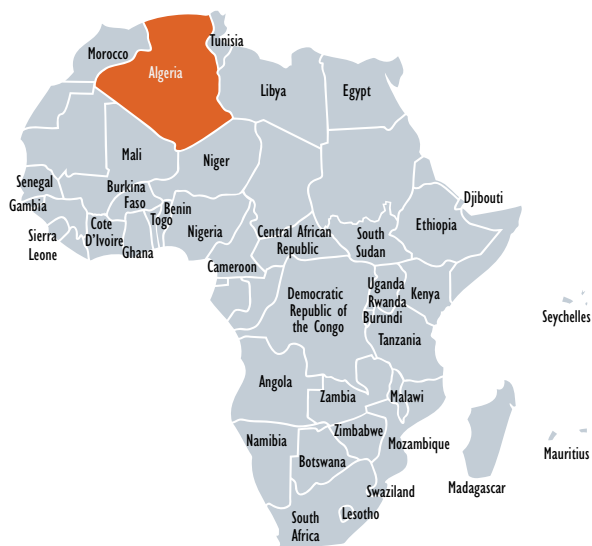 Tunisia
Morocco
Algeria
Libya
Egypt
Mali
Niger
Senegal
Burkina
Faso
Djibouti
Gambia
Benin
Togo
Cote
D'Ivoire
Ethiopia
Sierra
Leone
Ghana
Nigeria
Central African
Republic
South
Sudan
Cameroon
Uganda
Rwanda
Kenya
Democratic
Republic of
the Congo
Burundi
Seychelles
Tanzania
Angola
Zambia
Malawi
Namibia
Zimbabwe
Mozambique
Mauritius
Botswana
Swaziland
Madagascar
South
Africa
Lesotho